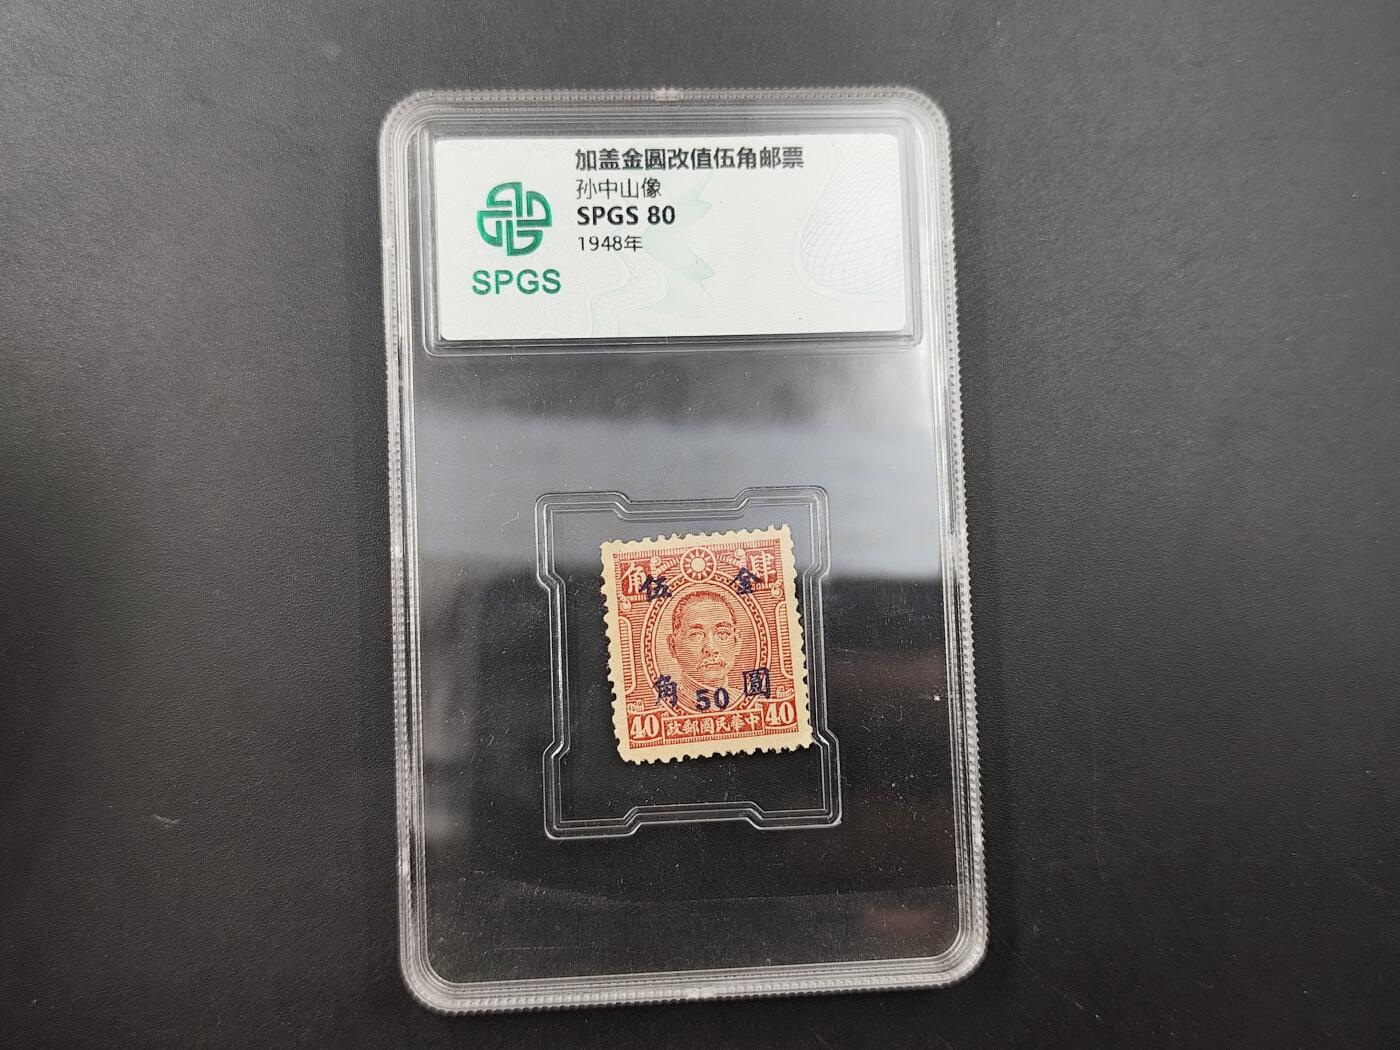 加盖金圆改值伍角邮票
孙中山像
SPGS 80
1948年
SPGS
角 肆
伍 金
角 50 圓
40 政郵國民華中 40